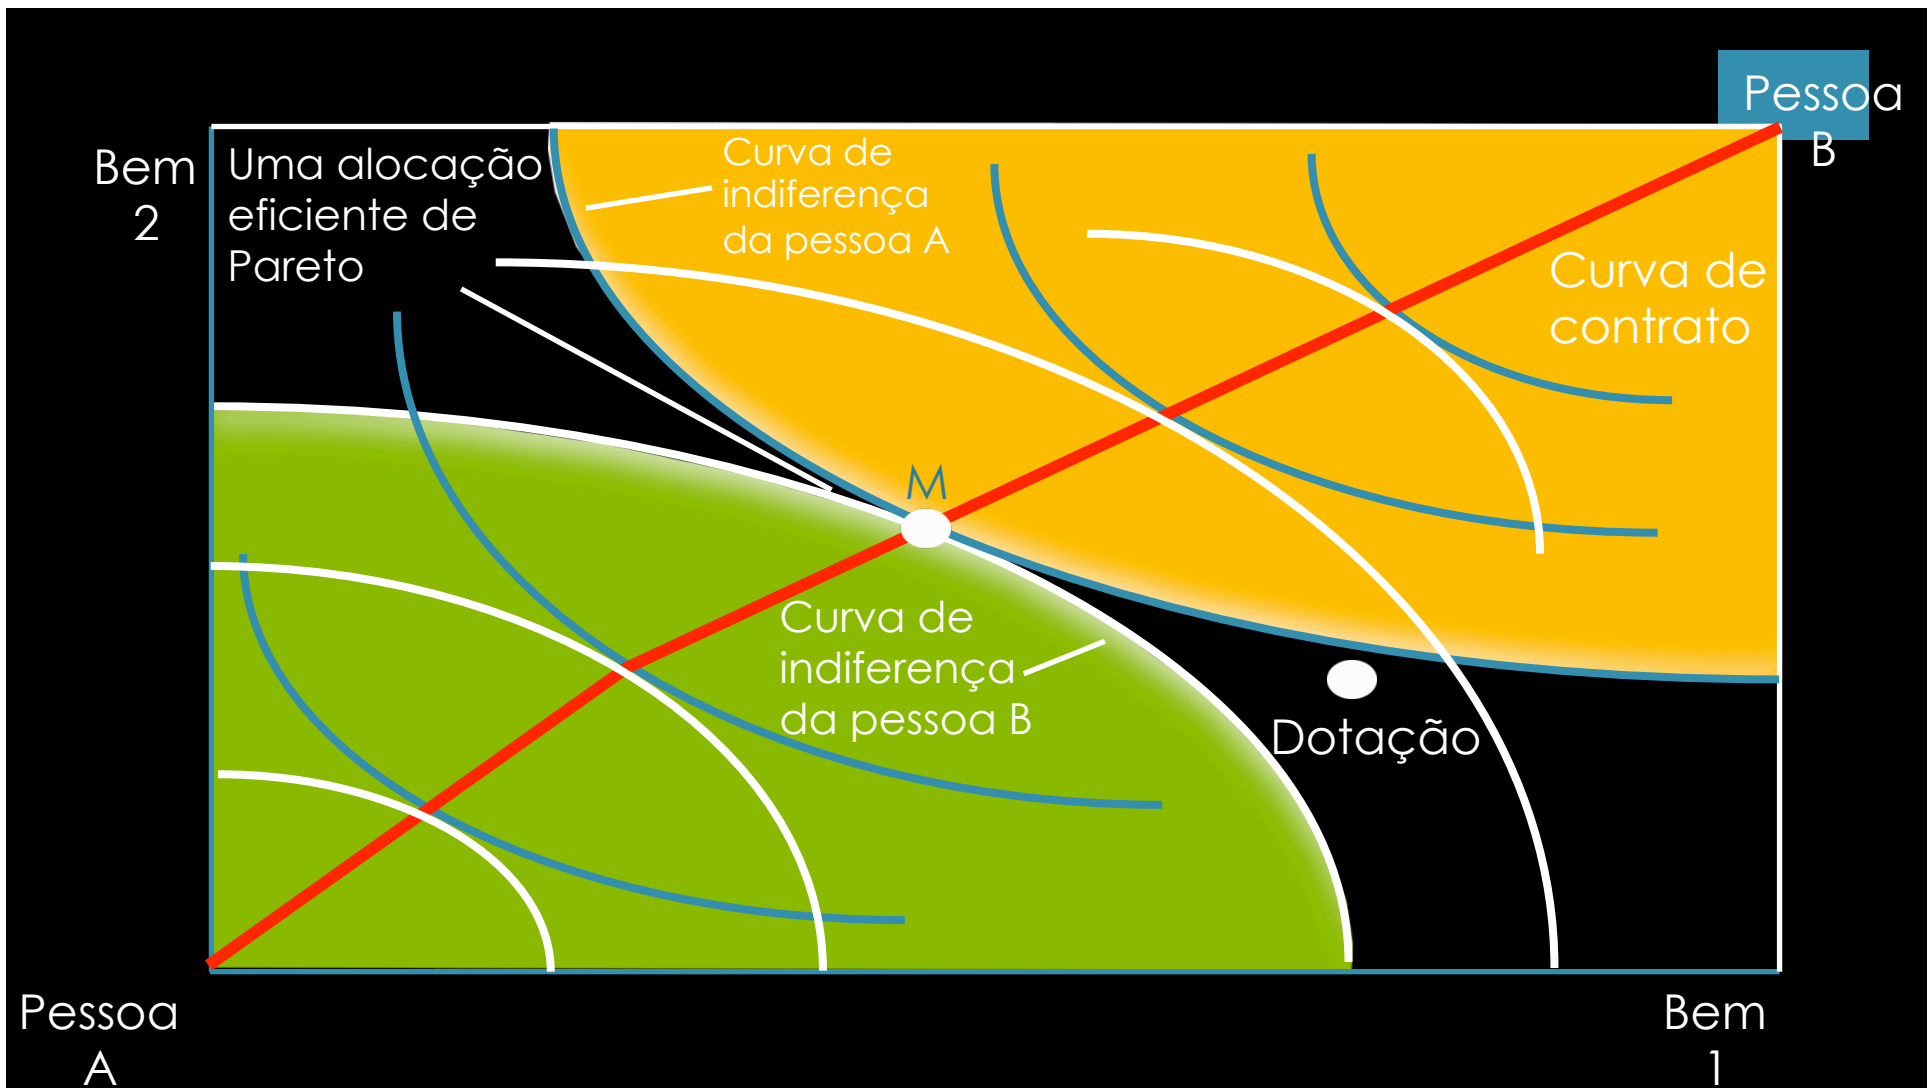 Pessoa
B
Bem
2
Uma alocação
eficiente de
Pareto
Curva de
indiferença
da pessoa A
Curva de
contrato
M
Curva de
indiferença
da pessoa B
Dotação
Pessoa
A
Bem
1